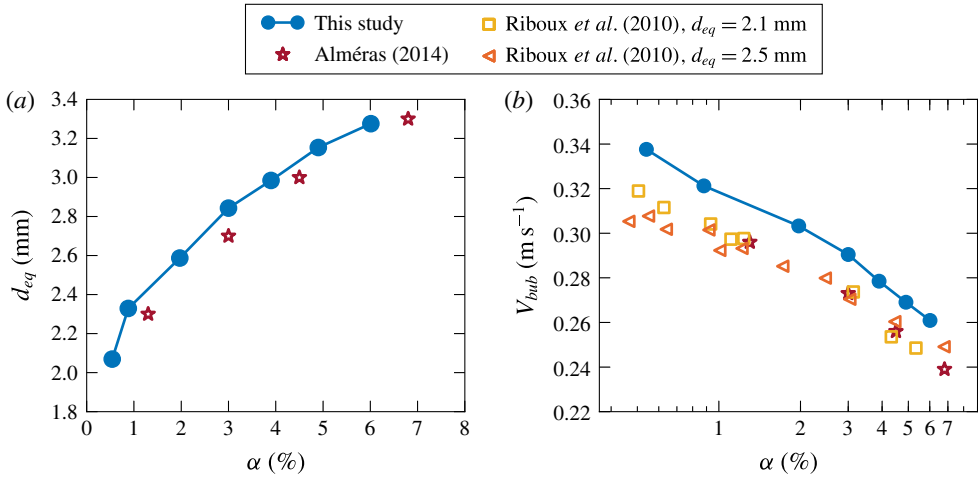 This study
Riboux et al. (2010), d_eq = 2.1 mm
Alméras (2014)
Riboux et al. (2010), d_eq = 2.5 mm
(a)
3.4
3.2
3.0
2.8
2.6
2.4
2.2
2.0
1.8
d_eq (mm)
0 1 2 3 4 5 6 7 8
α (%)
(b)
0.36
0.34
0.32
0.30
0.28
0.26
0.24
0.22
V_bub (m s⁻¹)
1 2 3 4 5 6 7
α (%)